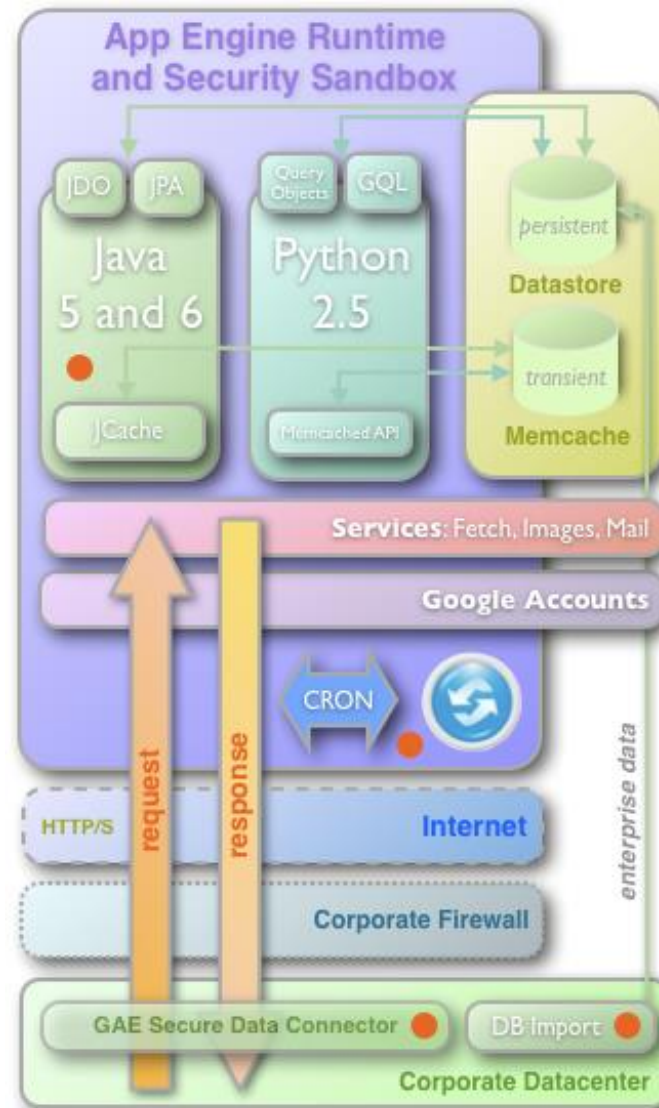 App Engine Runtime
and Security Sandbox
JDO
JPA
Query
Objects
GQL
Java
5 and 6
Python
2.5
persistent
Datastore
transient
Memcache
JCache
Memcached API
Services: Fetch, Images, Mail
Google Accounts
CRON
request
response
enterprise data
HTTP/S
Internet
Corporate Firewall
GAE Secure Data Connector
DB Import
Corporate Datacenter